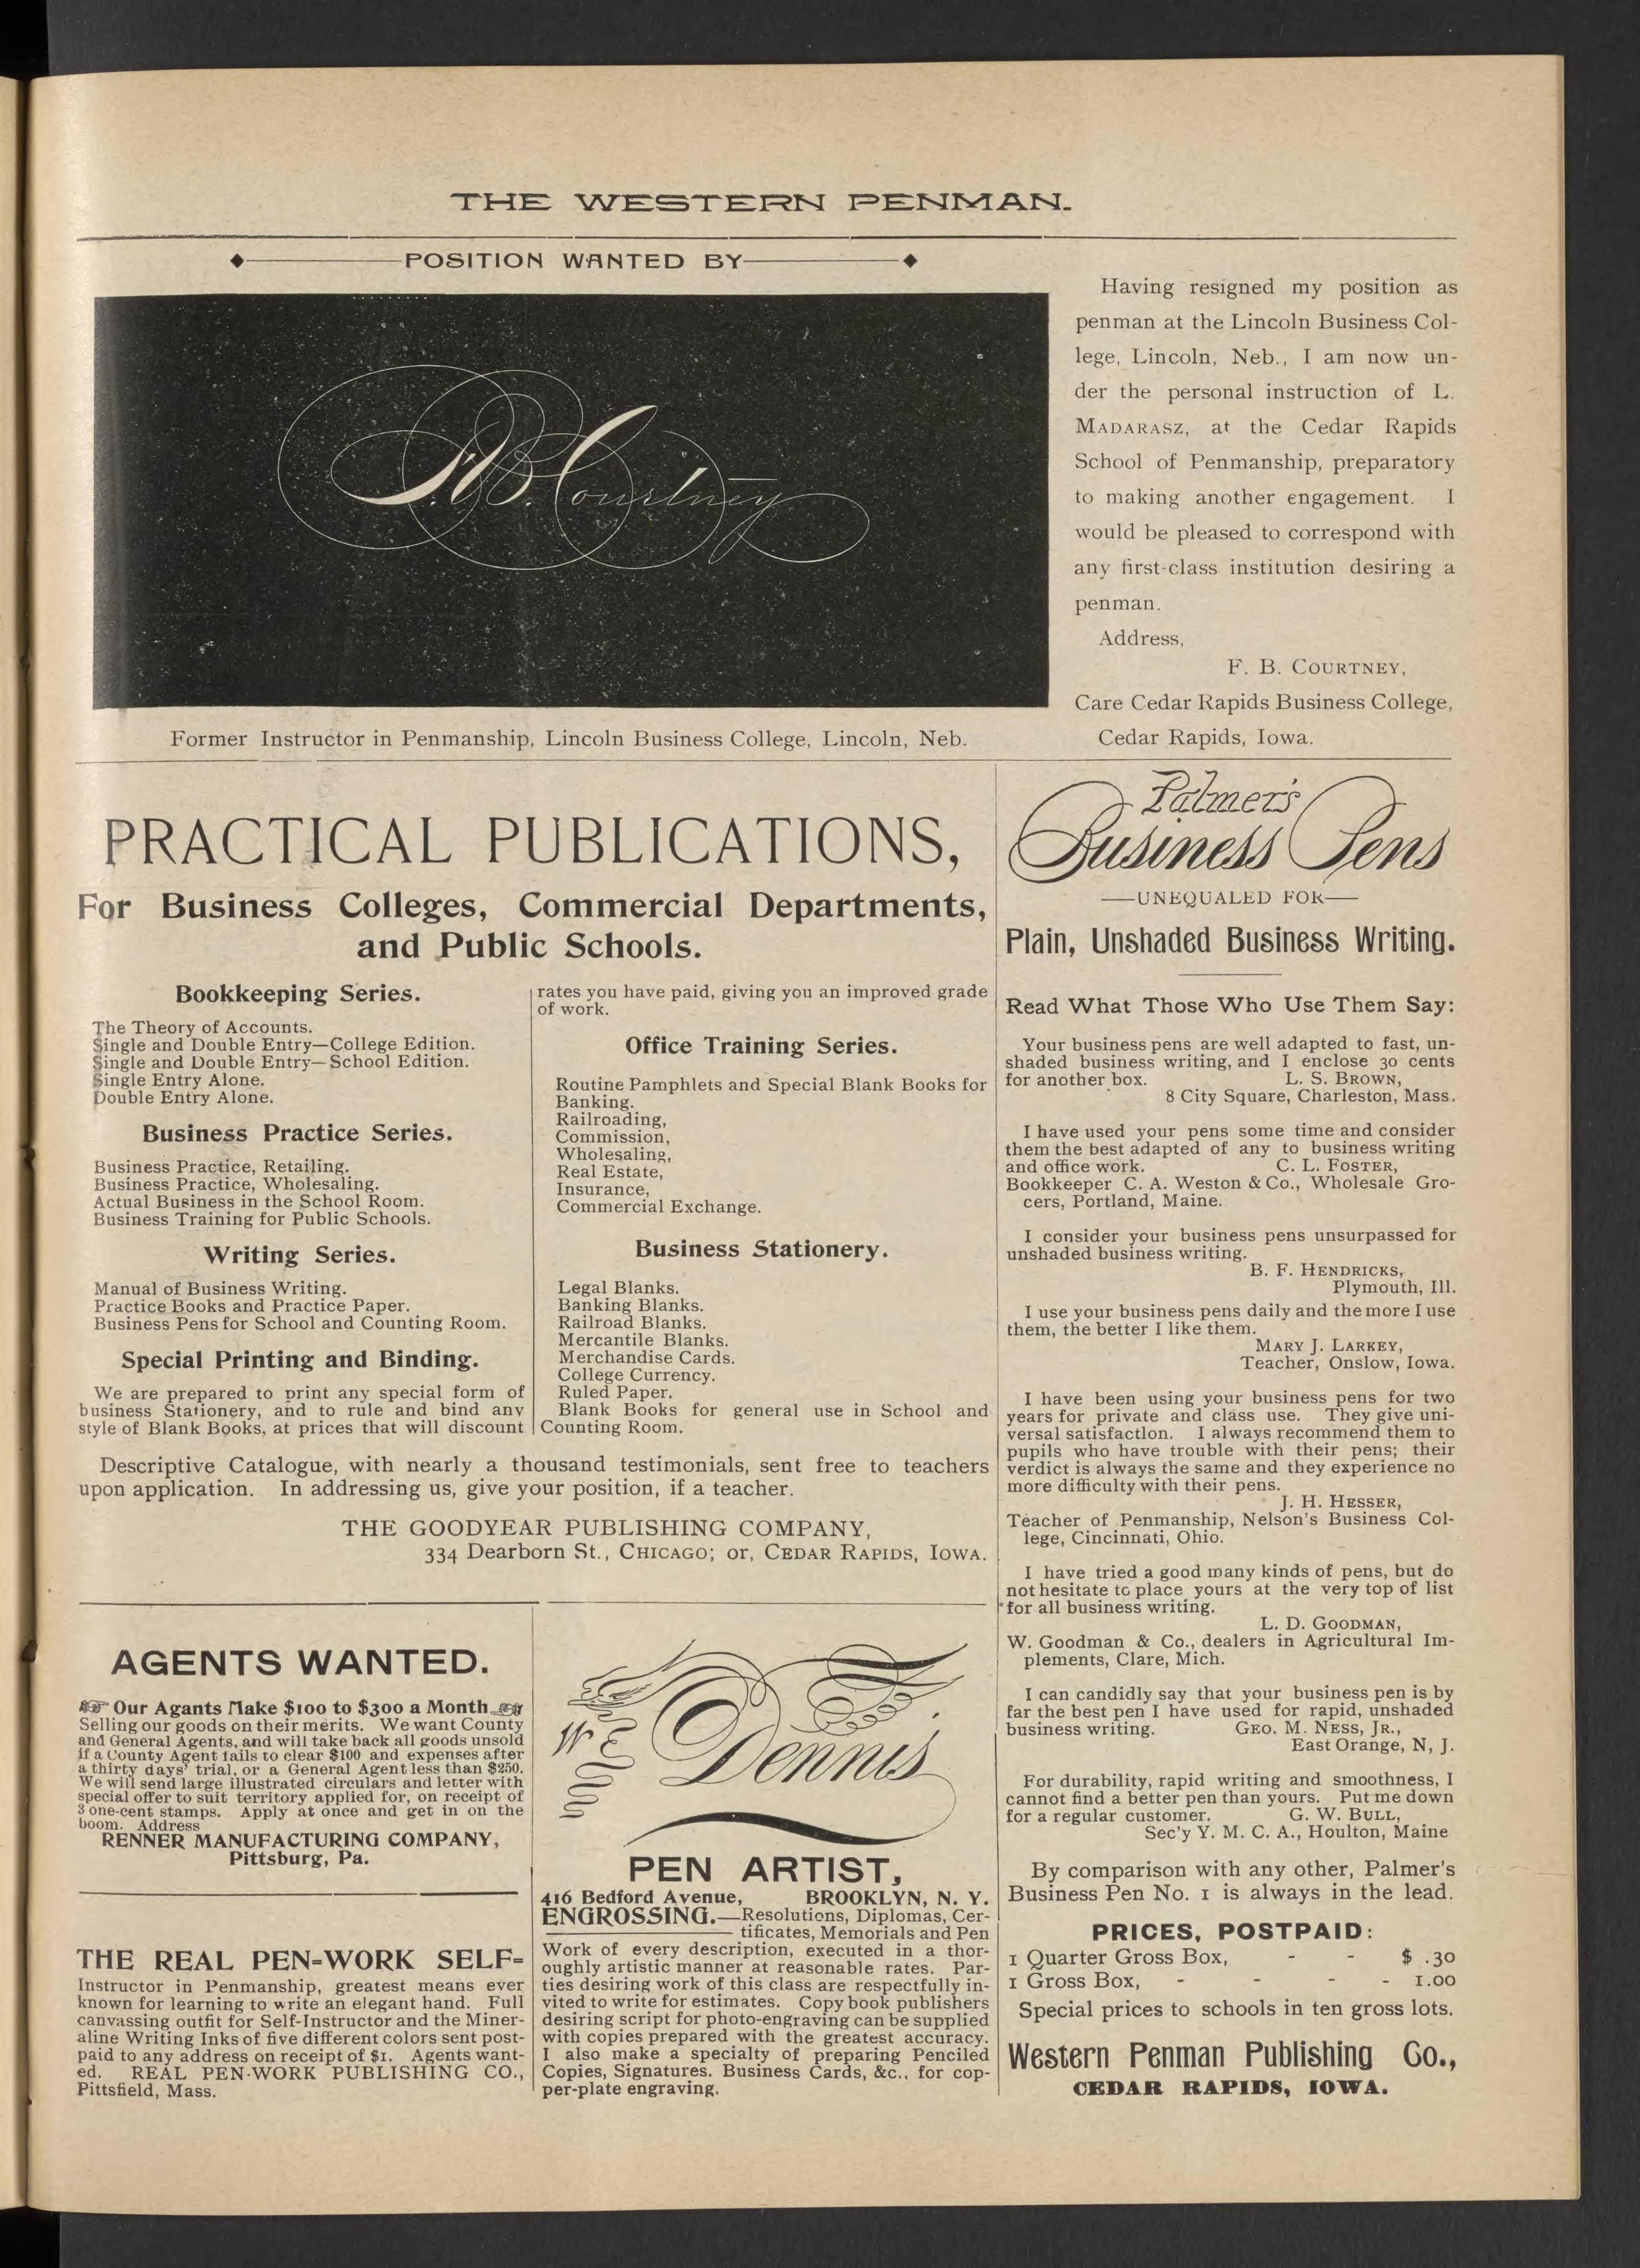 THE WESTERN PENMAN.
POSITION WANTED BY
F. B. Courtney
Former Instructor in Penmanship, Lincoln Business College, Lincoln, Neb.
Having resigned my position as
penman at the Lincoln Business Col-
lege, Lincoln, Neb., I am now un-
der the personal instruction of L.
MADARASZ, at the Cedar Rapids
School of Penmanship, preparatory
to making another engagement. I
would be pleased to correspond with
any first-class institution desiring a
penman.
Address,
F. B. COURTNEY,
Care Cedar Rapids Business College,
Cedar Rapids, Iowa.
PRACTICAL PUBLICATIONS,
For Business Colleges, Commercial Departments,
and Public Schools.
Bookkeeping Series.
The Theory of Accounts.
Single and Double Entry—College Edition.
Single and Double Entry—School Edition.
Single Entry Alone.
Double Entry Alone.
Business Practice Series.
Business Practice, Retailing.
Business Practice, Wholesaling.
Actual Business in the School Room.
Business Training for Public Schools.
Writing Series.
Manual of Business Writing.
Practice Books and Practice Paper.
Business Pens for School and Counting Room.
Special Printing and Binding.
We are prepared to print any special form of
business Stationery, and to rule and bind any
style of Blank Books, at prices that will discount
rates you have paid, giving you an improved grade
of work.
Office Training Series.
Routine Pamphlets and Special Blank Books for
Banking.
Railroading,
Commission,
Wholesaling,
Real Estate,
Insurance,
Commercial Exchange.
Business Stationery.
Legal Blanks.
Banking Blanks.
Railroad Blanks.
Mercantile Blanks.
Merchandise Cards.
College Currency.
Ruled Paper.
Blank Books for general use in School and
Counting Room.
Descriptive Catalogue, with nearly a thousand testimonials, sent free to teachers
upon application. In addressing us, give your position, if a teacher.
THE GOODYEAR PUBLISHING COMPANY,
334 Dearborn St., CHICAGO; or, CEDAR RAPIDS, IOWA.
AGENTS WANTED.
Our Agants Make $100 to $300 a Month
Selling our goods on their merits. We want County
and General Agents, and will take back all goods unsold
if a County Agent fails to clear $100 and expenses after
a thirty days' trial, or a General Agent less than $250.
We will send large illustrated circulars and letter with
special offer to suit territory applied for, on receipt of
3 one-cent stamps. Apply at once and get in on the
boom. Address
RENNER MANUFACTURING COMPANY,
Pittsburg, Pa.
THE REAL PEN-WORK SELF-
Instructor in Penmanship, greatest means ever
known for learning to write an elegant hand. Full
canvassing outfit for Self-Instructor and the Miner-
aline Writing Inks of five different colors sent post-
paid to any address on receipt of $1. Agents want-
ed. REAL PEN-WORK PUBLISHING CO.,
Pittsfield, Mass.
W E Dennis
PEN ARTIST,
416 Bedford Avenue, BROOKLYN, N. Y.
ENGROSSING.—Resolutions, Diplomas, Cer-
tificates, Memorials and Pen
Work of every description, executed in a thor-
oughly artistic manner at reasonable rates. Par-
ties desiring work of this class are respectfully in-
vited to write for estimates. Copy book publishers
desiring script for photo-engraving can be supplied
with copies prepared with the greatest accuracy.
I also make a specialty of preparing Penciled
Copies, Signatures. Business Cards, &c., for cop-
per-plate engraving.
Palmer's
Business Pens
—UNEQUALED FOR—
Plain, Unshaded Business Writing.
Read What Those Who Use Them Say:
Your business pens are well adapted to fast, un-
shaded business writing, and I enclose 30 cents
for another box. L. S. BROWN,
8 City Square, Charleston, Mass.
I have used your pens some time and consider
them the best adapted of any to business writing
and office work. C. L. FOSTER,
Bookkeeper C. A. Weston & Co., Wholesale Gro-
cers, Portland, Maine.
I consider your business pens unsurpassed for
unshaded business writing.
B. F. HENDRICKS,
Plymouth, Ill.
I use your business pens daily and the more I use
them, the better I like them.
MARY J. LARKEY,
Teacher, Onslow, Iowa.
I have been using your business pens for two
years for private and class use. They give uni-
versal satisfaction. I always recommend them to
pupils who have trouble with their pens; their
verdict is always the same and they experience no
more difficulty with their pens.
J. H. HESSER,
Teacher of Penmanship, Nelson's Business Col-
lege, Cincinnati, Ohio.
I have tried a good many kinds of pens, but do
not hesitate to place yours at the very top of list
for all business writing.
L. D. GOODMAN,
W. Goodman & Co., dealers in Agricultural Im-
plements, Clare, Mich.
I can candidly say that your business pen is by
far the best pen I have used for rapid, unshaded
business writing. GEO. M. NESS, JR.,
East Orange, N, J.
For durability, rapid writing and smoothness, I
cannot find a better pen than yours. Put me down
for a regular customer. G. W. BULL,
Sec'y Y. M. C. A., Houlton, Maine
By comparison with any other, Palmer's
Business Pen No. 1 is always in the lead.
PRICES, POSTPAID:
1 Quarter Gross Box, - - $ .30
1 Gross Box, - - - - 1.00
Special prices to schools in ten gross lots.
Western Penman Publishing Co.,
CEDAR RAPIDS, IOWA.